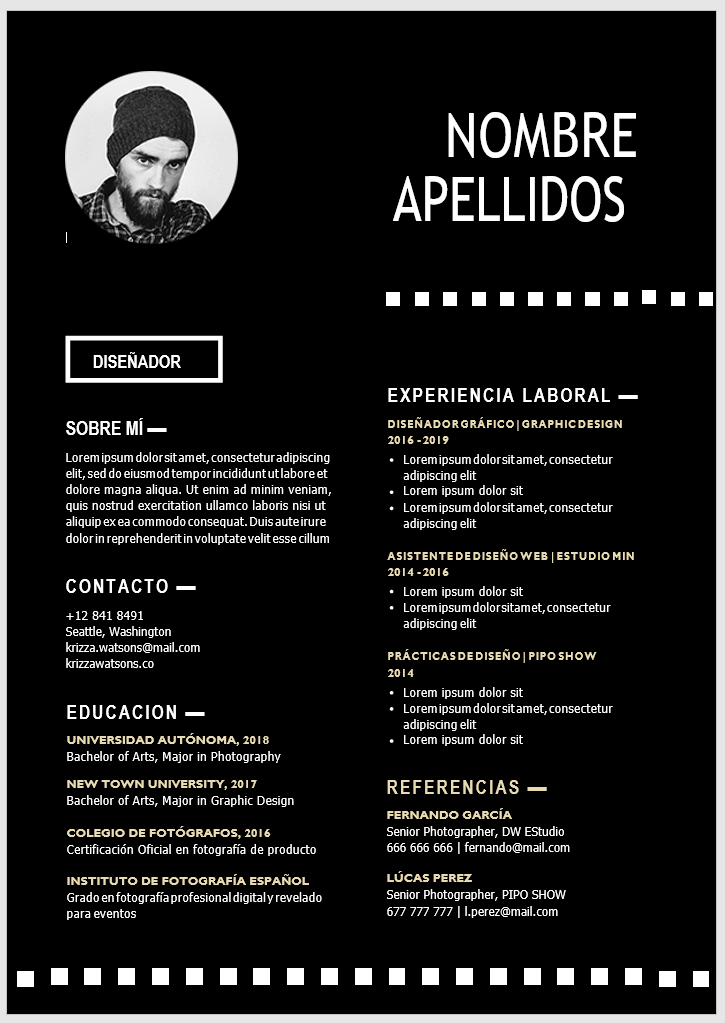 NOMBRE
APELLIDOS
DISEÑADOR
SOBRE MÍ
Lorem ipsum dolor sit amet, consectetur adipiscing
elit, sed do eiusmod tempor incididunt ut labore et
dolore magna aliqua. Ut enim ad minim veniam,
quis nostrud exercitation ullamco laboris nisi ut
aliquip ex ea commodo consequat. Duis aute irure
dolor in reprehenderit in voluptate velit esse cillum
CONTACTO
+12 841 8491
Seattle, Washington
krizza.watsons@mail.com
krizzawatsons.co
EDUCACION
UNIVERSIDAD AUTÓNOMA, 2018
Bachelor of Arts, Major in Photography
NEW TOWN UNIVERSITY, 2017
Bachelor of Arts, Major in Graphic Design
COLEGIO DE FOTÓGRAFOS, 2016
Certificación Oficial en fotografía de producto
INSTITUTO DE FOTOGRAFÍA ESPAÑOL
Grado en fotografía profesional digital y revelado
para eventos
EXPERIENCIA LABORAL
DISEÑADOR GRÁFICO | GRAPHIC DESIGN
2016 - 2019
• Lorem ipsum dolor sit amet, consectetur
adipiscing elit
• Lorem ipsum dolor sit
• Lorem ipsum dolor sit amet, consectetur
adipiscing elit
ASISTENTE DE DISEÑO WEB | ESTUDIO MIN
2014 - 2016
• Lorem ipsum dolor sit
• Lorem ipsum dolor sit amet, consectetur
adipiscing elit
PRÁCTICAS DE DISEÑO | PIPO SHOW
2014
• Lorem ipsum dolor sit
• Lorem ipsum dolor sit amet, consectetur
adipiscing elit
• Lorem ipsum dolor sit
REFERENCIAS
FERNANDO GARCÍA
Senior Photographer, DW EStudio
666 666 666 | fernando@mail.com
LÚCAS PEREZ
Senior Photographer, PIPO SHOW
677 777 777 | l.perez@mail.com